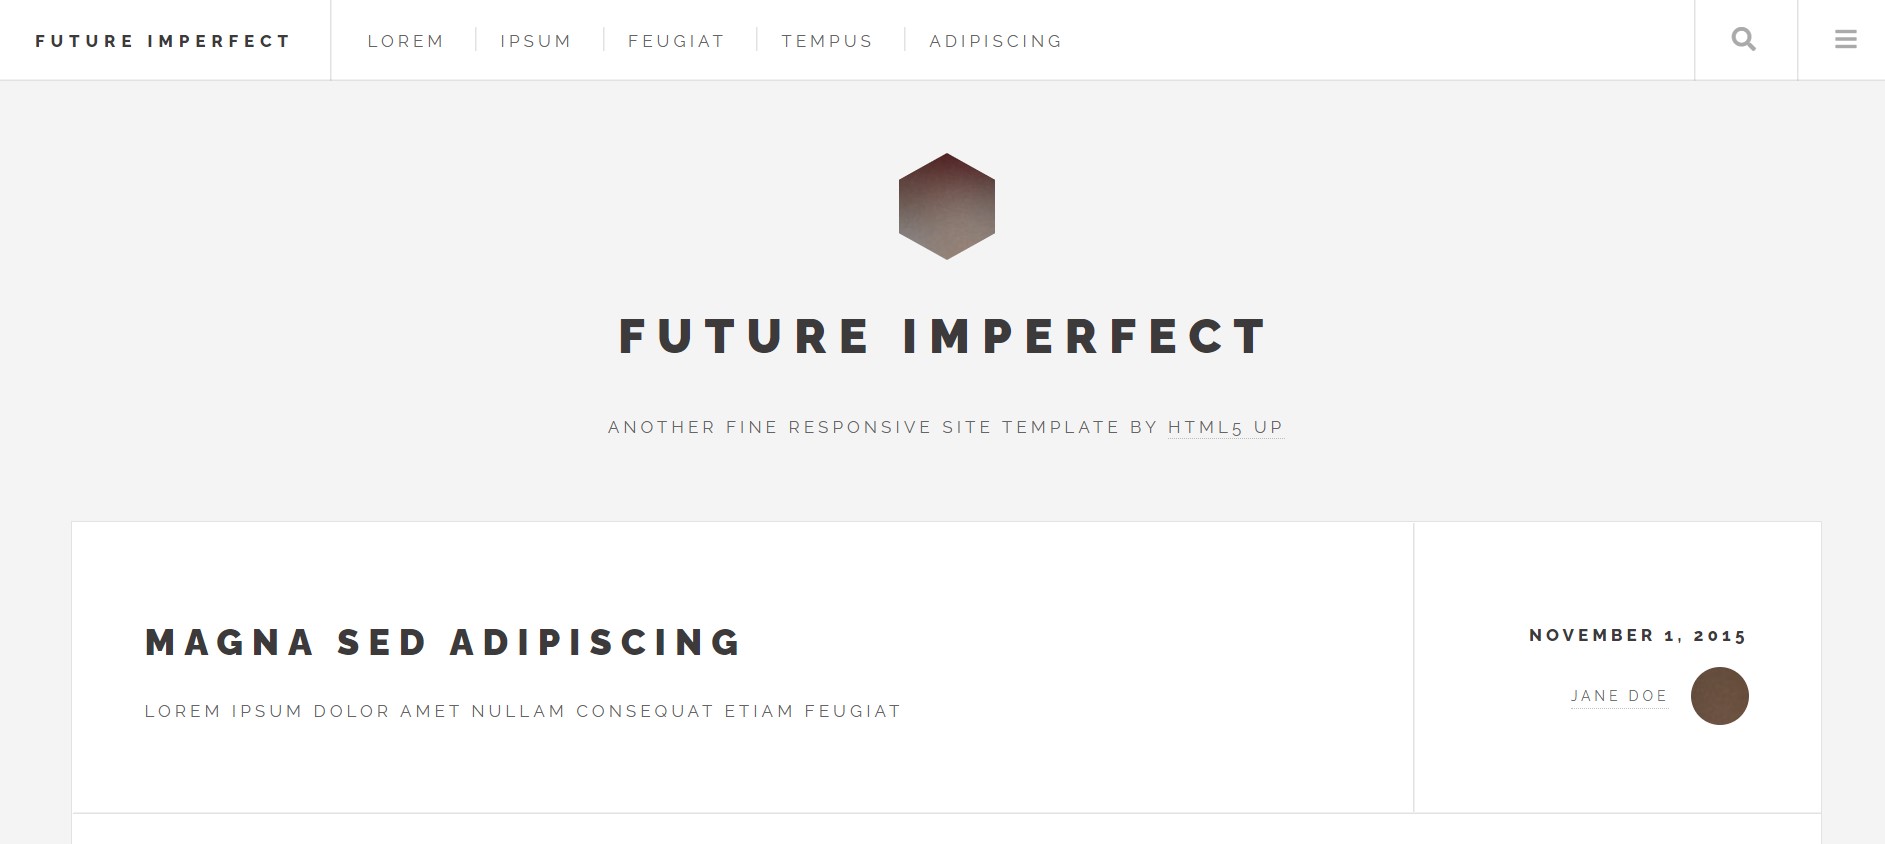 FUTURE IMPERFECT
LOREM
IPSUM
FEUGIAT
TEMPUS
ADIPISCING
FUTURE IMPERFECT
ANOTHER FINE RESPONSIVE SITE TEMPLATE BY HTML5 UP
MAGNA SED ADIPISCING
LOREM IPSUM DOLOR AMET NULLAM CONSEQUAT ETIAM FEUGIAT
NOVEMBER 1, 2015
JANE DOE